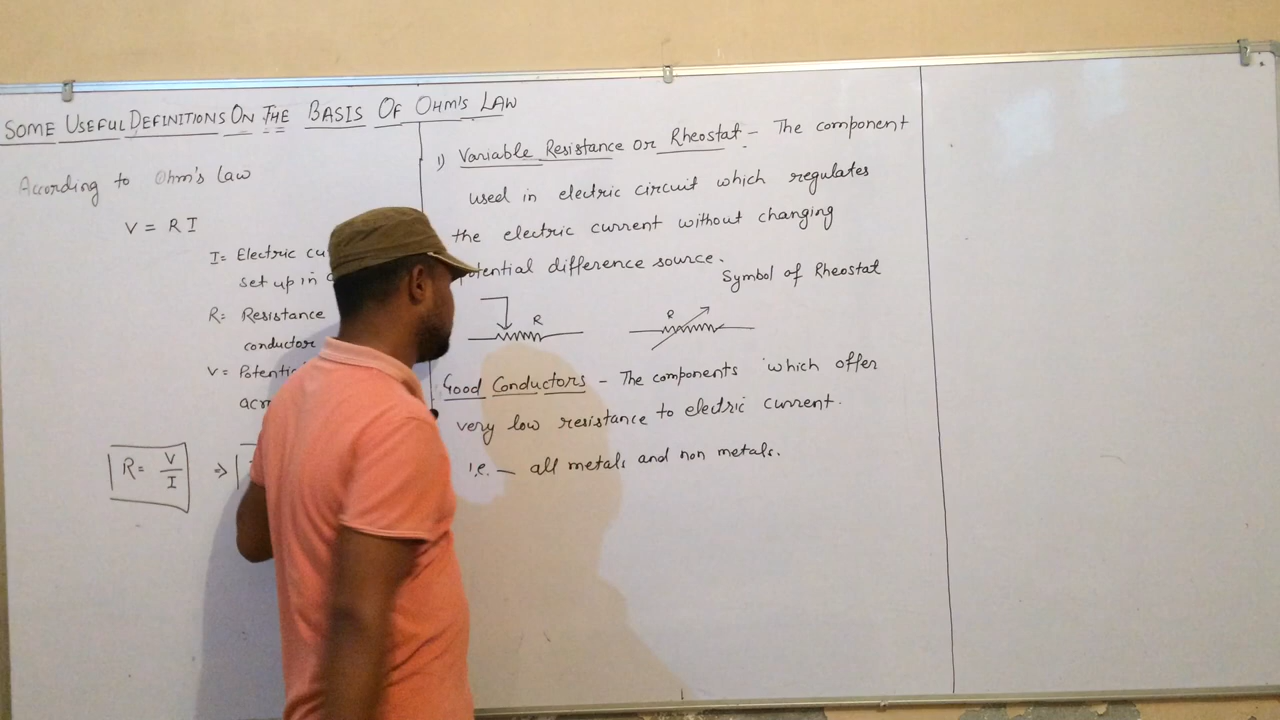 SOME USEFUL DEFINITIONS ON THE BASIS OF OHM'S LAW
According to Ohm's law
V = R I
I= Electric
set up in
R= Resistance
conductor
V=
R = V/I ⇒
1) Variable Resistance or Rheostat - The component
used in electric circuit which regulates
the electric current without changing
potential difference source.
Symbol of Rheostat
R
R
Good Conductors - The components which offer
very low resistance to electric current.
i.e. - all metals and non metals.